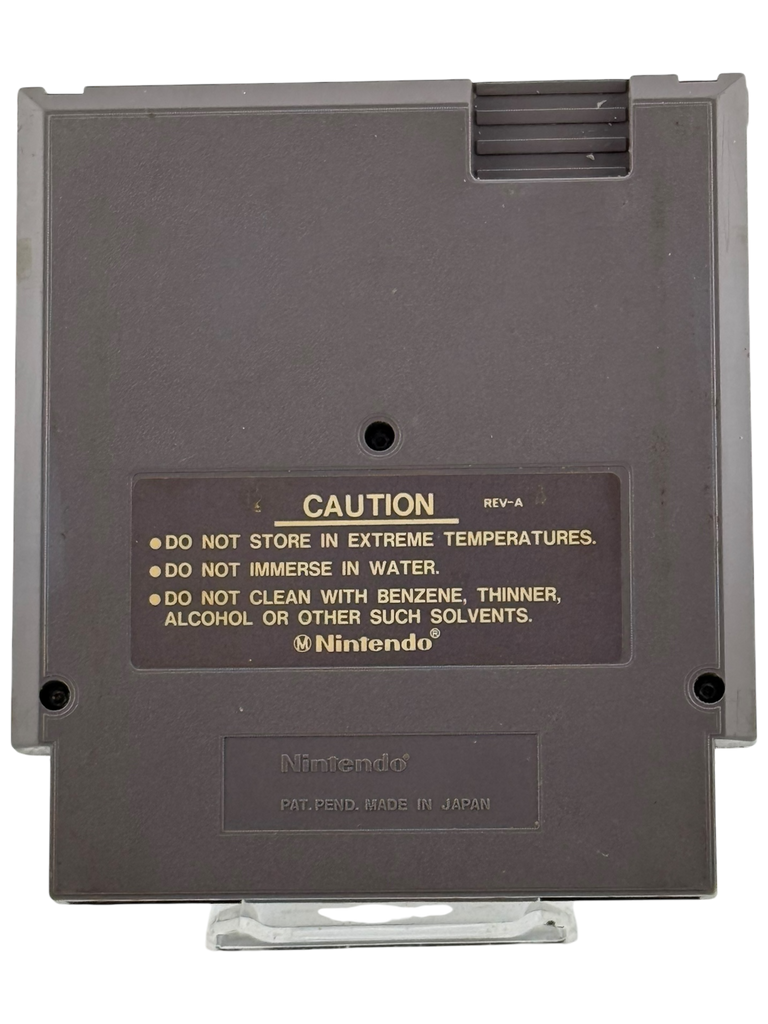 CAUTION REV-A
●DO NOT STORE IN EXTREME TEMPERATURES.
●DO NOT IMMERSE IN WATER.
●DO NOT CLEAN WITH BENZENE, THINNER,
ALCOHOL OR OTHER SUCH SOLVENTS.
Ⓜ Nintendo®
Nintendo®
PAT. PEND. MADE IN JAPAN